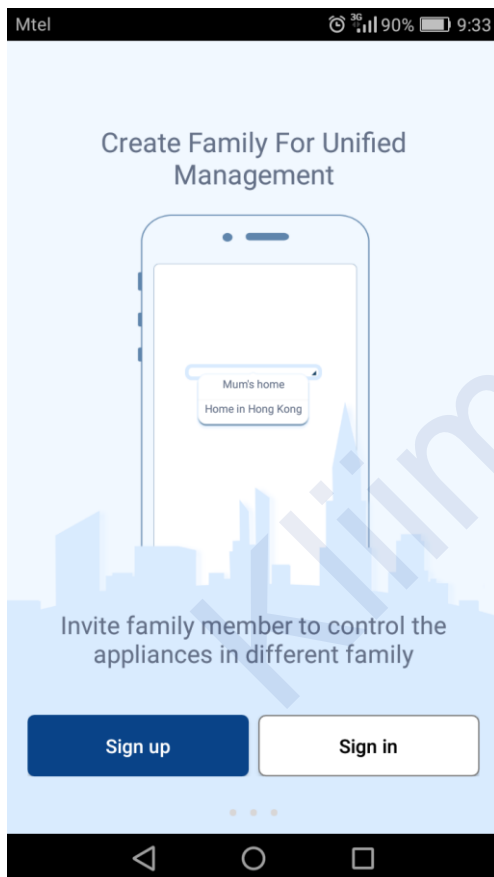 Mtel 3G 90% 9:33
Create Family For Unified
Management
Mum's home
Home in Hong Kong
Invite family member to control the
appliances in different family
Sign up Sign in